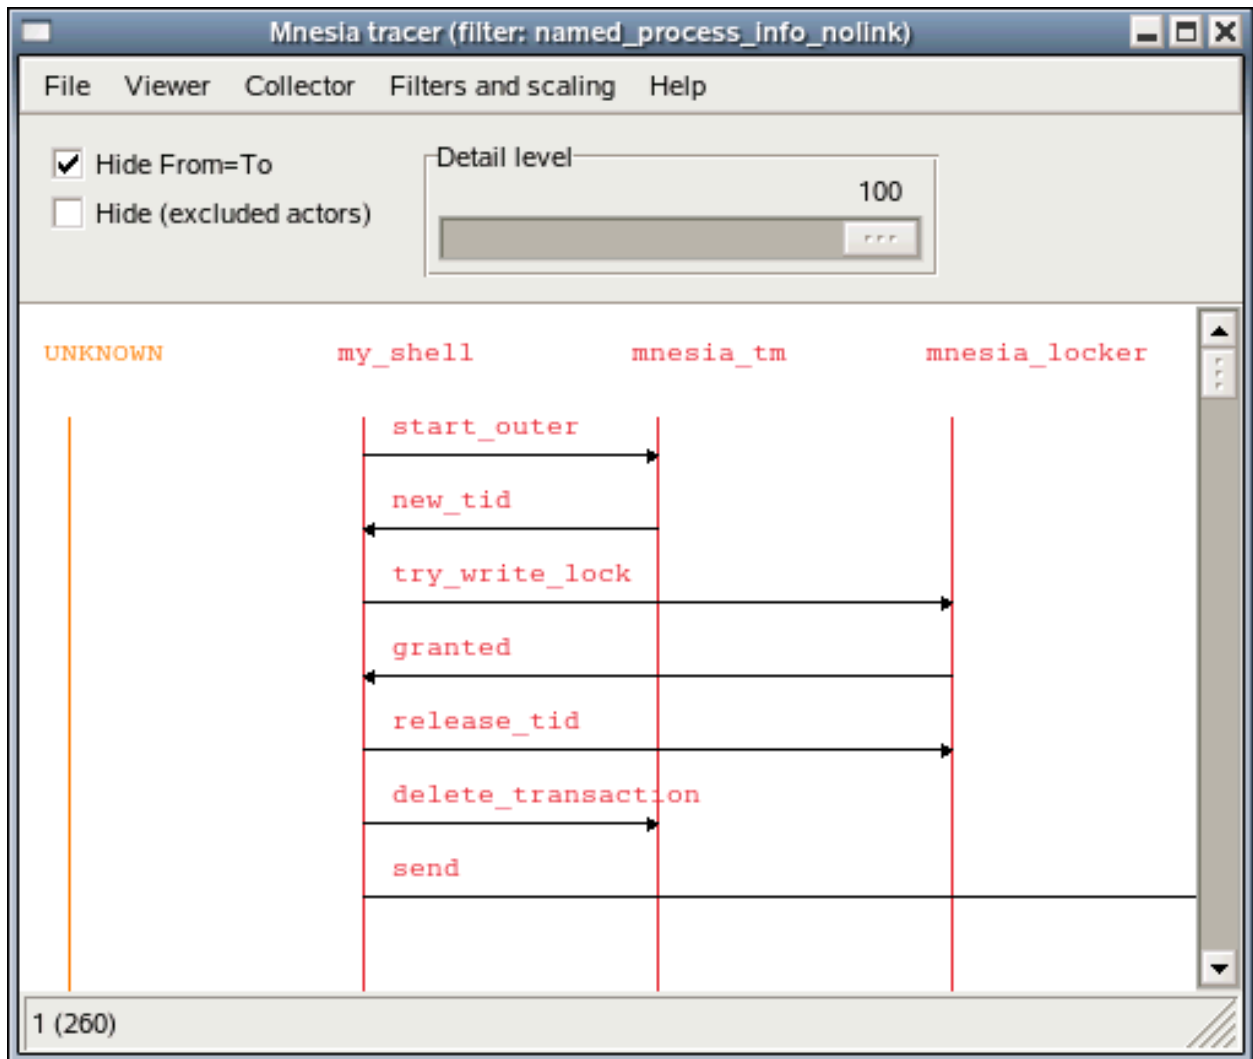 Mnesia tracer (filter: named_process_info_nolink)
File Viewer Collector Filters and scaling Help
Hide From=To
Hide (excluded actors)
Detail level
100
UNKNOWN my_shell mnesia_tm mnesia_locker
start_outer
new_tid
try_write_lock
granted
release_tid
delete_transaction
send
1 (260)